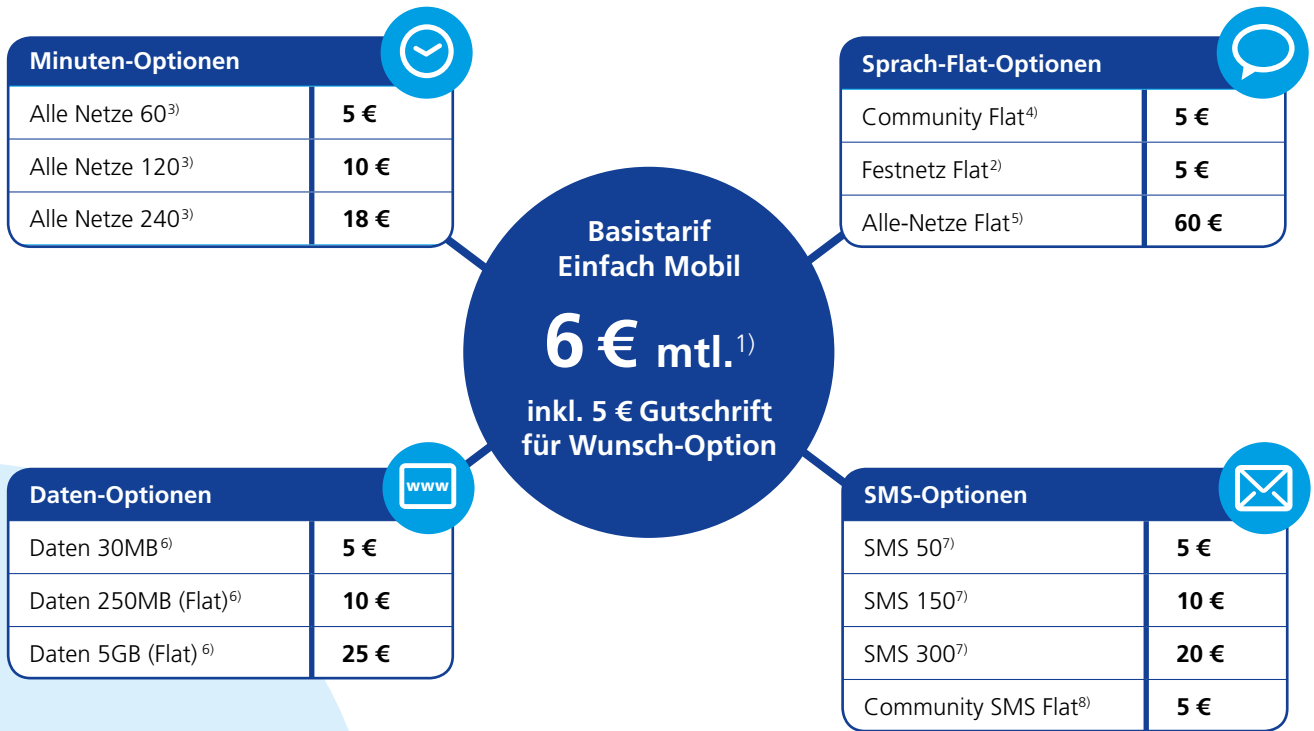 Minuten-Optionen
Alle Netze 60³⁾ 5 €
Alle Netze 120³⁾ 10 €
Alle Netze 240³⁾ 18 €
Sprach-Flat-Optionen
Community Flat⁴⁾ 5 €
Festnetz Flat²⁾ 5 €
Alle-Netze Flat⁵⁾ 60 €
Basistarif
Einfach Mobil
6 € mtl.¹⁾
inkl. 5 € Gutschrift
für Wunsch-Option
Daten-Optionen
www
Daten 30MB⁶⁾ 5 €
Daten 250MB (Flat)⁶⁾ 10 €
Daten 5GB (Flat) ⁶⁾ 25 €
SMS-Optionen
SMS 50⁷⁾ 5 €
SMS 150⁷⁾ 10 €
SMS 300⁷⁾ 20 €
Community SMS Flat⁸⁾ 5 €